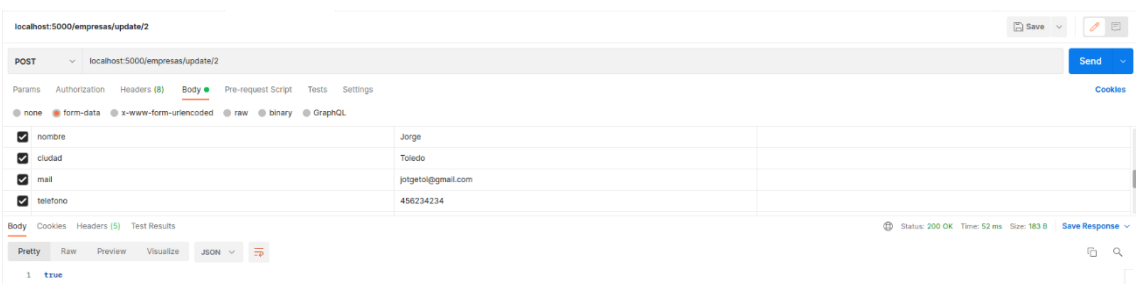 localhost:5000/empresas/update/2
Save
POST localhost:5000/empresas/update/2 Send
Params Authorization Headers (8) Body Pre-request Script Tests Settings Cookies
none form-data x-www-form-urlencoded raw binary GraphQL
nombre Jorge
ciudad Toledo
mail jotgetol@gmail.com
telefono 456234234
Body Cookies Headers (5) Test Results Status: 200 OK Time: 52 ms Size: 183 B Save Response
Pretty Raw Preview Visualize JSON
1 true